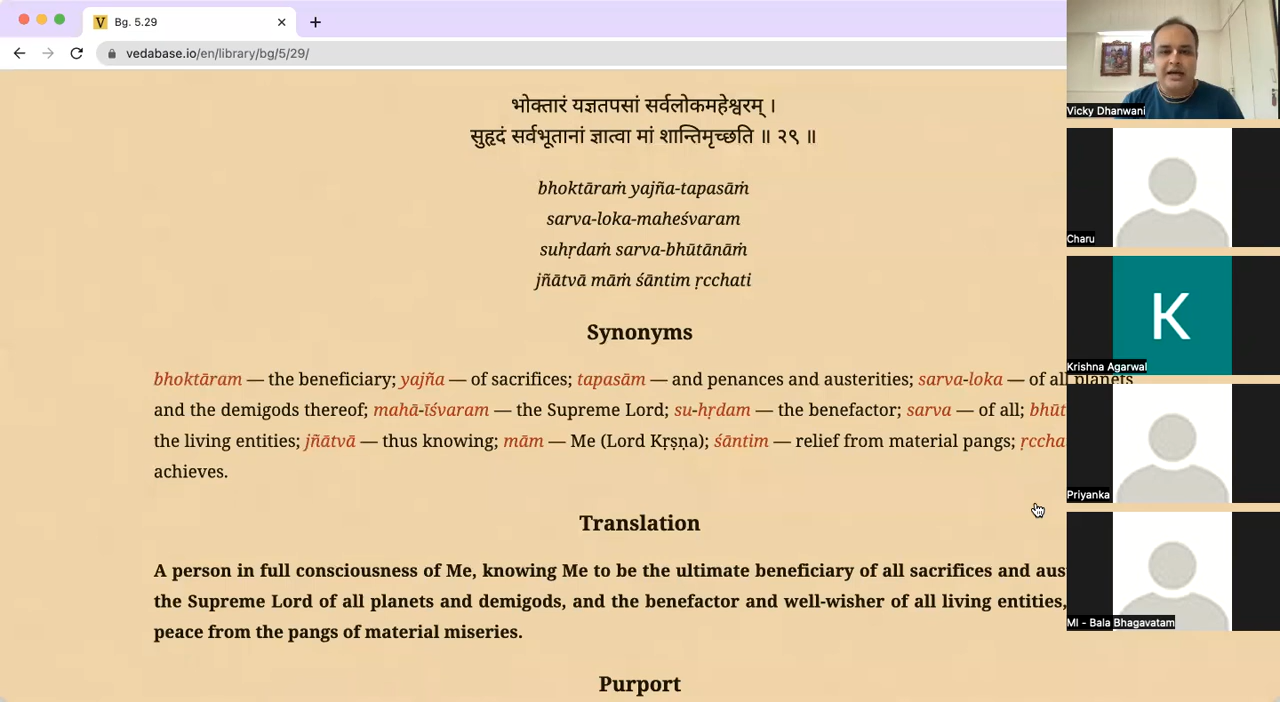 Bg. 5.29
vedabase.io/en/library/bg/5/29/
भोक्तारं यज्ञतपसां सर्वलोकमहेश्वरम् ।
सुहृदं सर्वभूतानां ज्ञात्वा मां शान्तिमृच्छति ॥ २९ ॥
bhoktāraṁ yajña-tapasāṁ
sarva-loka-maheśvaram
suhṛdaṁ sarva-bhūtānāṁ
jñātvā māṁ śāntim ṛcchati
Synonyms
bhoktāram — the beneficiary; yajña — of sacrifices; tapasām — and penances and austerities; sarva-loka — of all planets
and the demigods thereof; mahā-īśvaram — the Supreme Lord; su-hṛdam — the benefactor; sarva — of all;
the living entities; jñātvā — thus knowing; mām — Me (Lord Kṛṣṇa); śāntim — relief from material pangs;
achieves.
Translation
A person in full consciousness of Me, knowing Me to be the ultimate beneficiary of all sacrifices and
the Supreme Lord of all planets and demigods, and the benefactor and well-wisher of all living entities,
peace from the pangs of material miseries.
Purport
Vicky Dhanwani
Charu
K
Krishna Agarwal
Priyanka
MI - Bala Bhagavatam